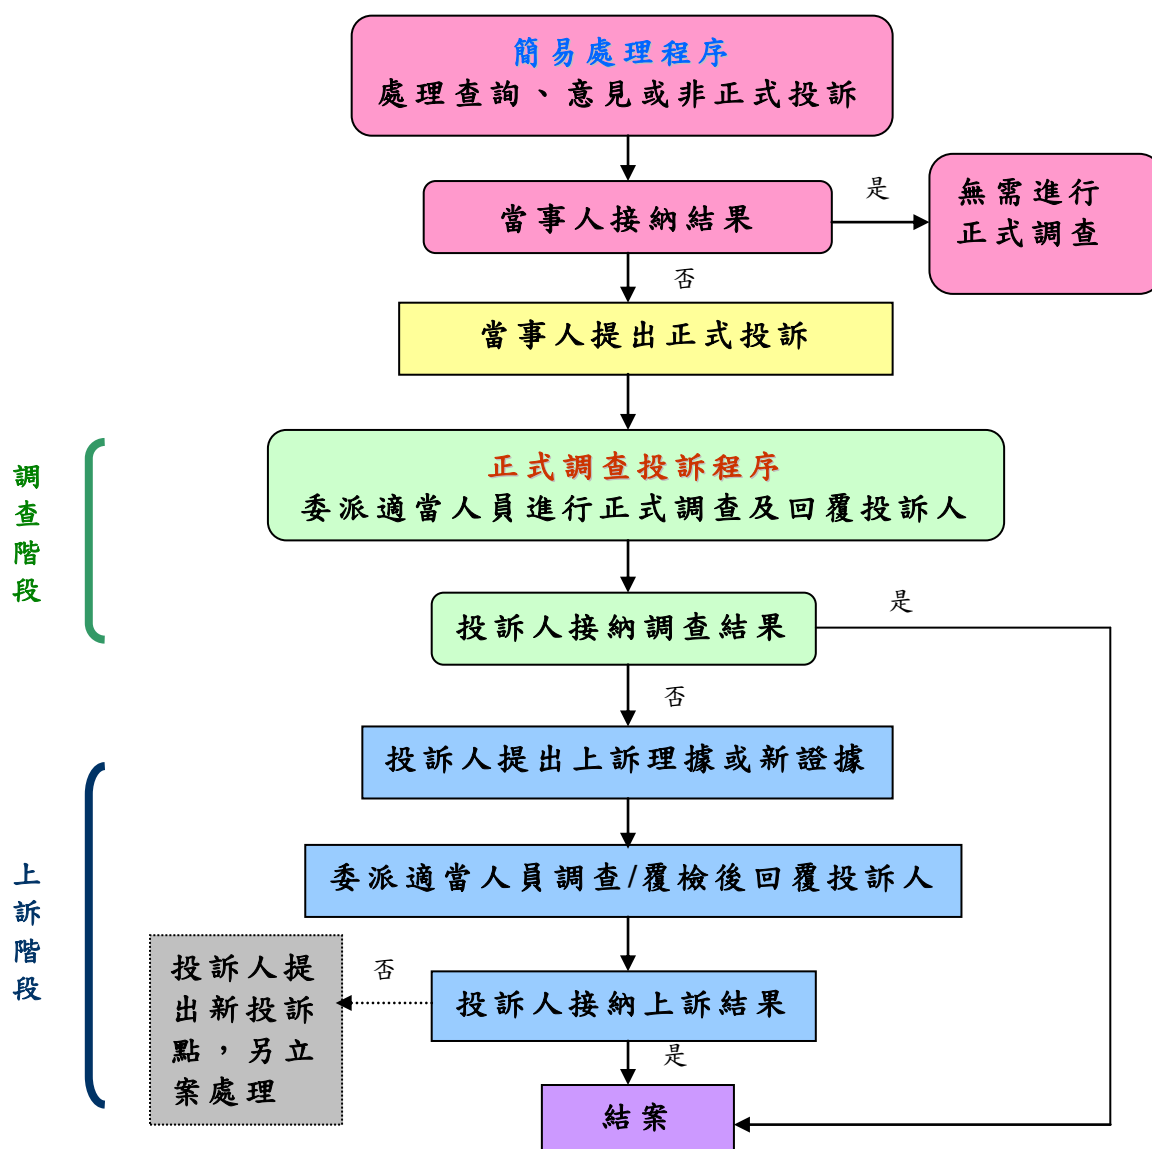 簡易處理程序
處理查詢、意見或非正式投訴
當事人接納結果
是
無需進行
正式調查
否
當事人提出正式投訴
調
查
階
段
正式調查投訴程序
委派適當人員進行正式調查及回覆投訴人
投訴人接納調查結果
是
否
上
訴
階
段
投訴人提出上訴理據或新證據
委派適當人員調查/覆檢後回覆投訴人
投訴人接納上訴結果
否
投訴人提
出新投訴
點，另立
案處理
是
結案